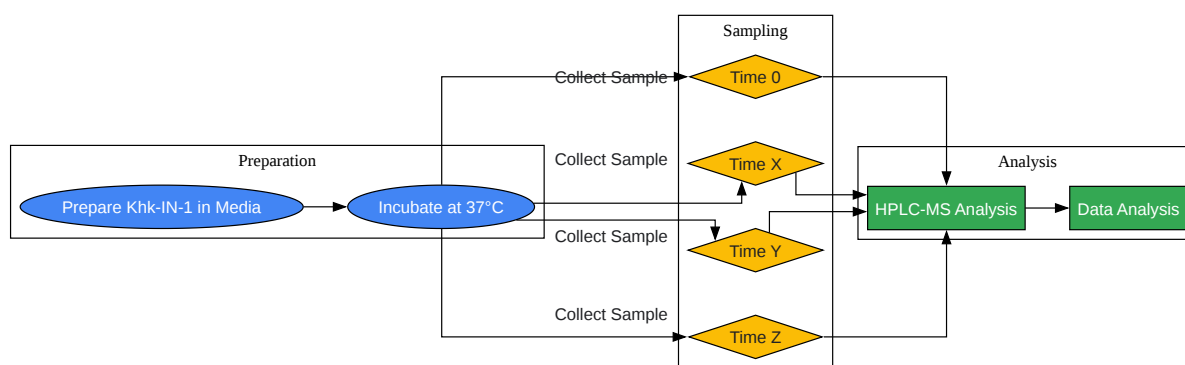 Preparation
Prepare Khk-IN-1 in Media
Incubate at 37°C
Collect Sample
Collect Sample
Collect Sample
Collect Sample
Sampling
Time 0
Time X
Time Y
Time Z
Analysis
HPLC-MS Analysis
Data Analysis